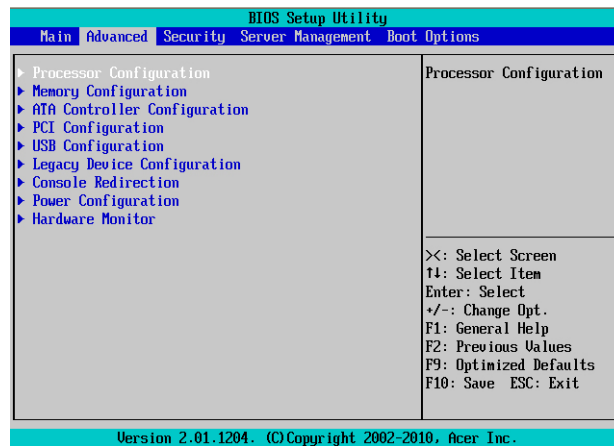 BIOS Setup Utility
Main Advanced Security Server Management Boot Options
Processor Configuration
Memory Configuration
ATA Controller Configuration
PCI Configuration
USB Configuration
Legacy Device Configuration
Console Redirection
Power Configuration
Hardware Monitor
Processor Configuration
><: Select Screen
↑↓: Select Item
Enter: Select
+/-: Change Opt.
F1: General Help
F2: Previous Values
F9: Optimized Defaults
F10: Save ESC: Exit
Version 2.01.1204. (C)Copyright 2002-2010, Acer Inc.